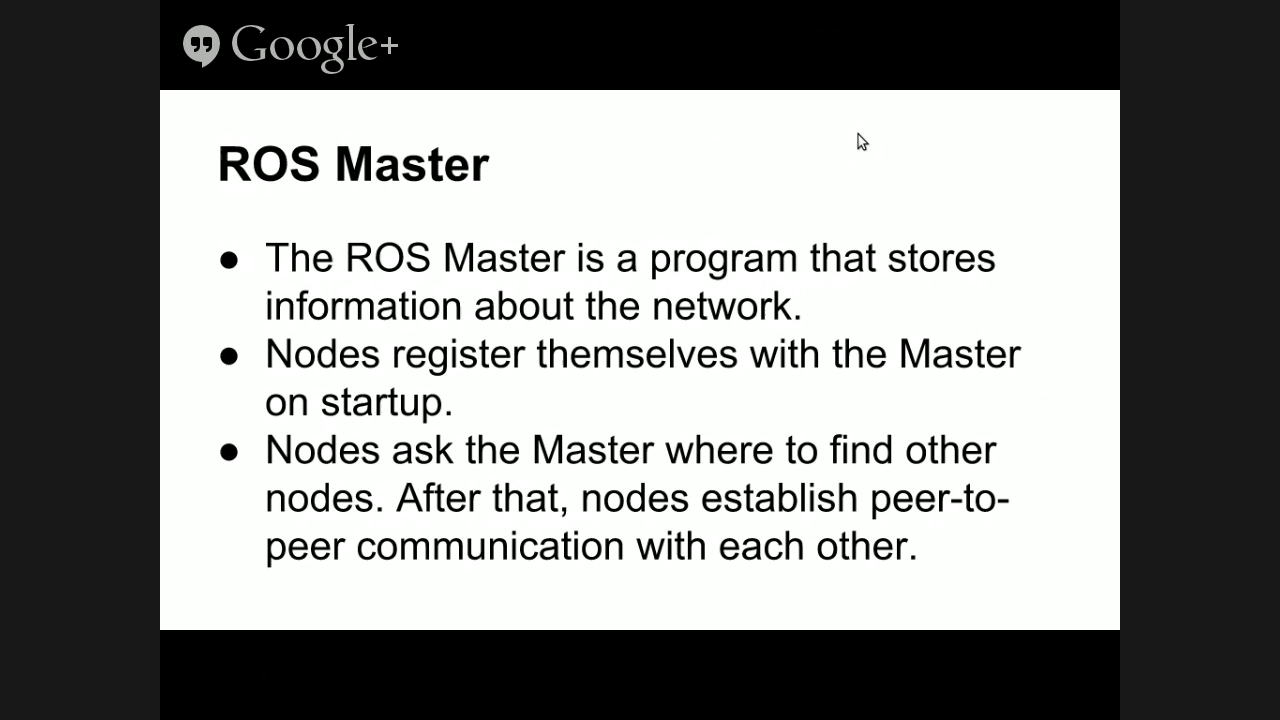 Google+
ROS Master
● The ROS Master is a program that stores
information about the network.
● Nodes register themselves with the Master
on startup.
● Nodes ask the Master where to find other
nodes. After that, nodes establish peer-to-
peer communication with each other.